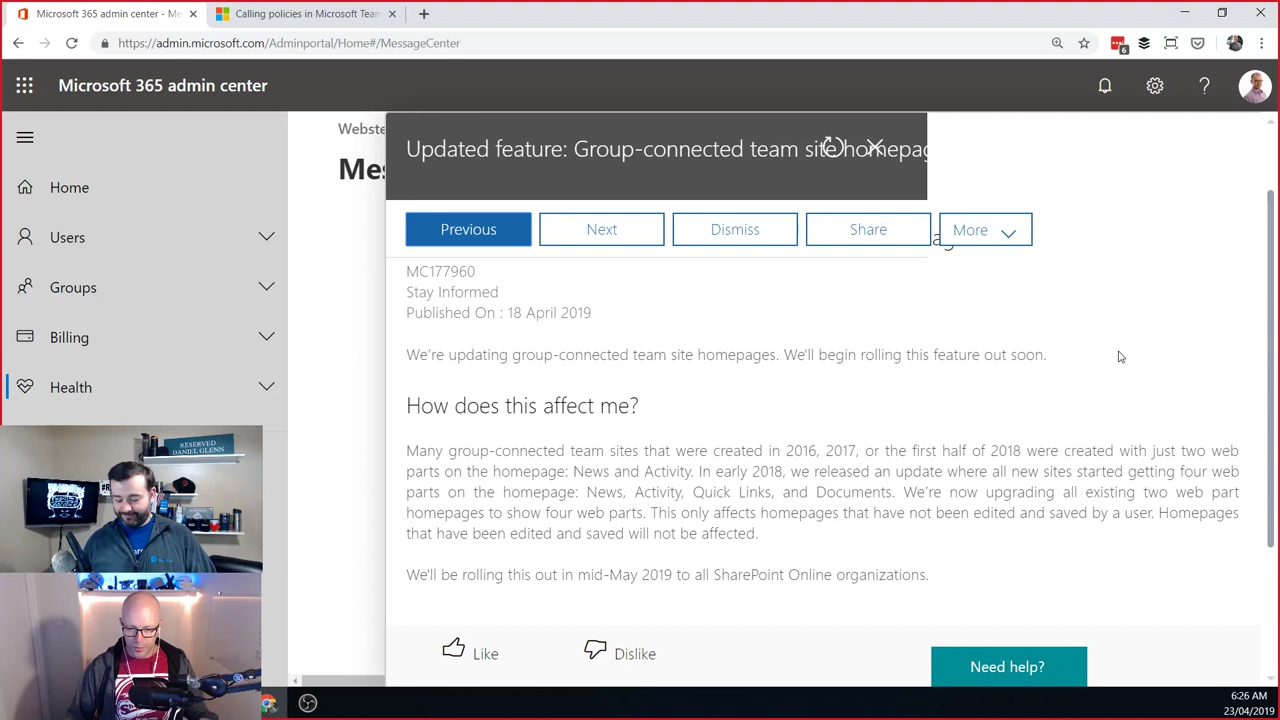 Microsoft 365 admin center - Me
Calling policies in Microsoft Team
https://admin.microsoft.com/Adminportal/Home#/MessageCenter
6
Microsoft 365 admin center
?
Home
Users
Groups
Billing
Health
Webste
Mes
Updated feature: Group-connected team site homepag
Previous
Next
Dismiss
Share
More
MC177960
Stay Informed
Published On : 18 April 2019
We're updating group-connected team site homepages. We'll begin rolling this feature out soon.
How does this affect me?
Many group-connected team sites that were created in 2016, 2017, or the first half of 2018 were created with just two web
parts on the homepage: News and Activity. In early 2018, we released an update where all new sites started getting four web
parts on the homepage: News, Activity, Quick Links, and Documents. We're now upgrading all existing two web part
homepages to show four web parts. This only affects homepages that have not been edited and saved by a user. Homepages
that have been edited and saved will not be affected.
We'll be rolling this out in mid-May 2019 to all SharePoint Online organizations.
Like
Dislike
Need help?
RESERVED
DANIEL GLENN
6:26 AM
23/04/2019